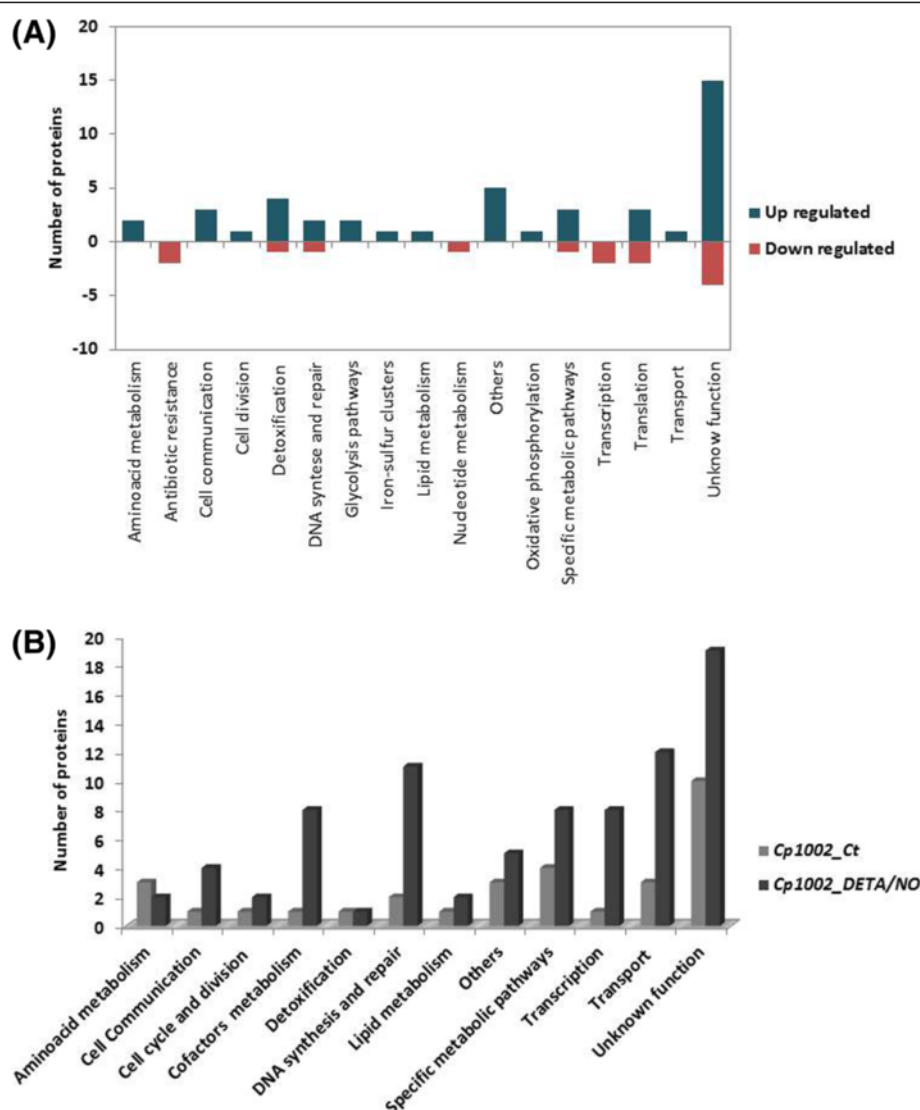 (A)
20
15
10
5
0
-5
-10
Number of proteins
Up regulated
Down regulated
Aminoacid metabolism
Antibiotic resistance
Cell communication
Cell division
Detoxification
DNA syntese and repair
Glycolysis pathways
Iron-sulfur clusters
Lipid metabolism
Nudeotide metabolism
Others
Oxidative phosphorylation
Specific metabolic pathways
Transcription
Translation
Transport
Unknow function
(B)
20
18
16
14
12
10
8
6
4
2
0
Number of proteins
Cp1002_Ct
Cp1002_DETA/NO
Aminoacid metabolism
Cell Communication
Cell cycle and division
Cofactors metabolism
Detoxification
DNA synthesis and repair
Lipid metabolism
Others
Specific metabolic pathways
Transcription
Transport
Unknown function